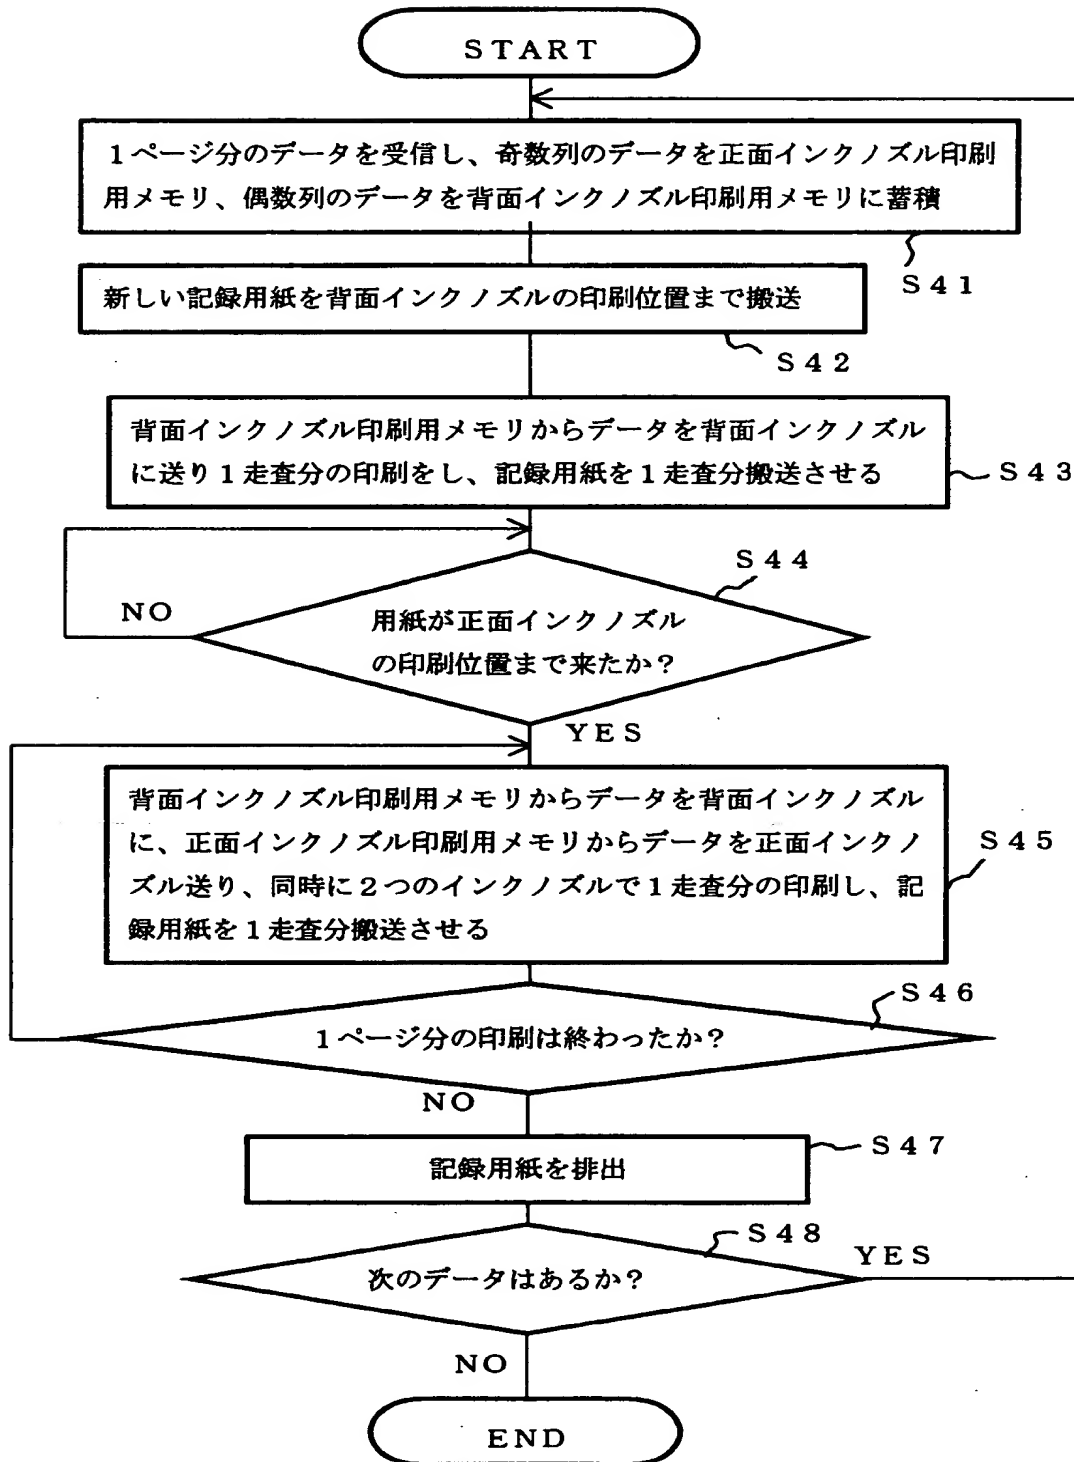 START
1ページ分のデータを受信し、奇数列のデータを正面インクノズル印刷
用メモリ、偶数列のデータを背面インクノズル印刷用メモリに蓄積
S41
新しい記録用紙を背面インクノズルの印刷位置まで搬送
S42
背面インクノズル印刷用メモリからデータを背面インクノズル
に送り1走査分の印刷をし、記録用紙を1走査分搬送させる
S43
S44
NO
用紙が正面インクノズル
の印刷位置まで来たか?
YES
背面インクノズル印刷用メモリからデータを背面インクノズル
に、正面インクノズル印刷用メモリからデータを正面インクノ
ズル送り、同時に2つのインクノズルで1走査分の印刷し、記
録用紙を1走査分搬送させる
S45
S46
1ページ分の印刷は終わったか?
NO
記録用紙を排出
S47
S48
次のデータはあるか?
YES
NO
END